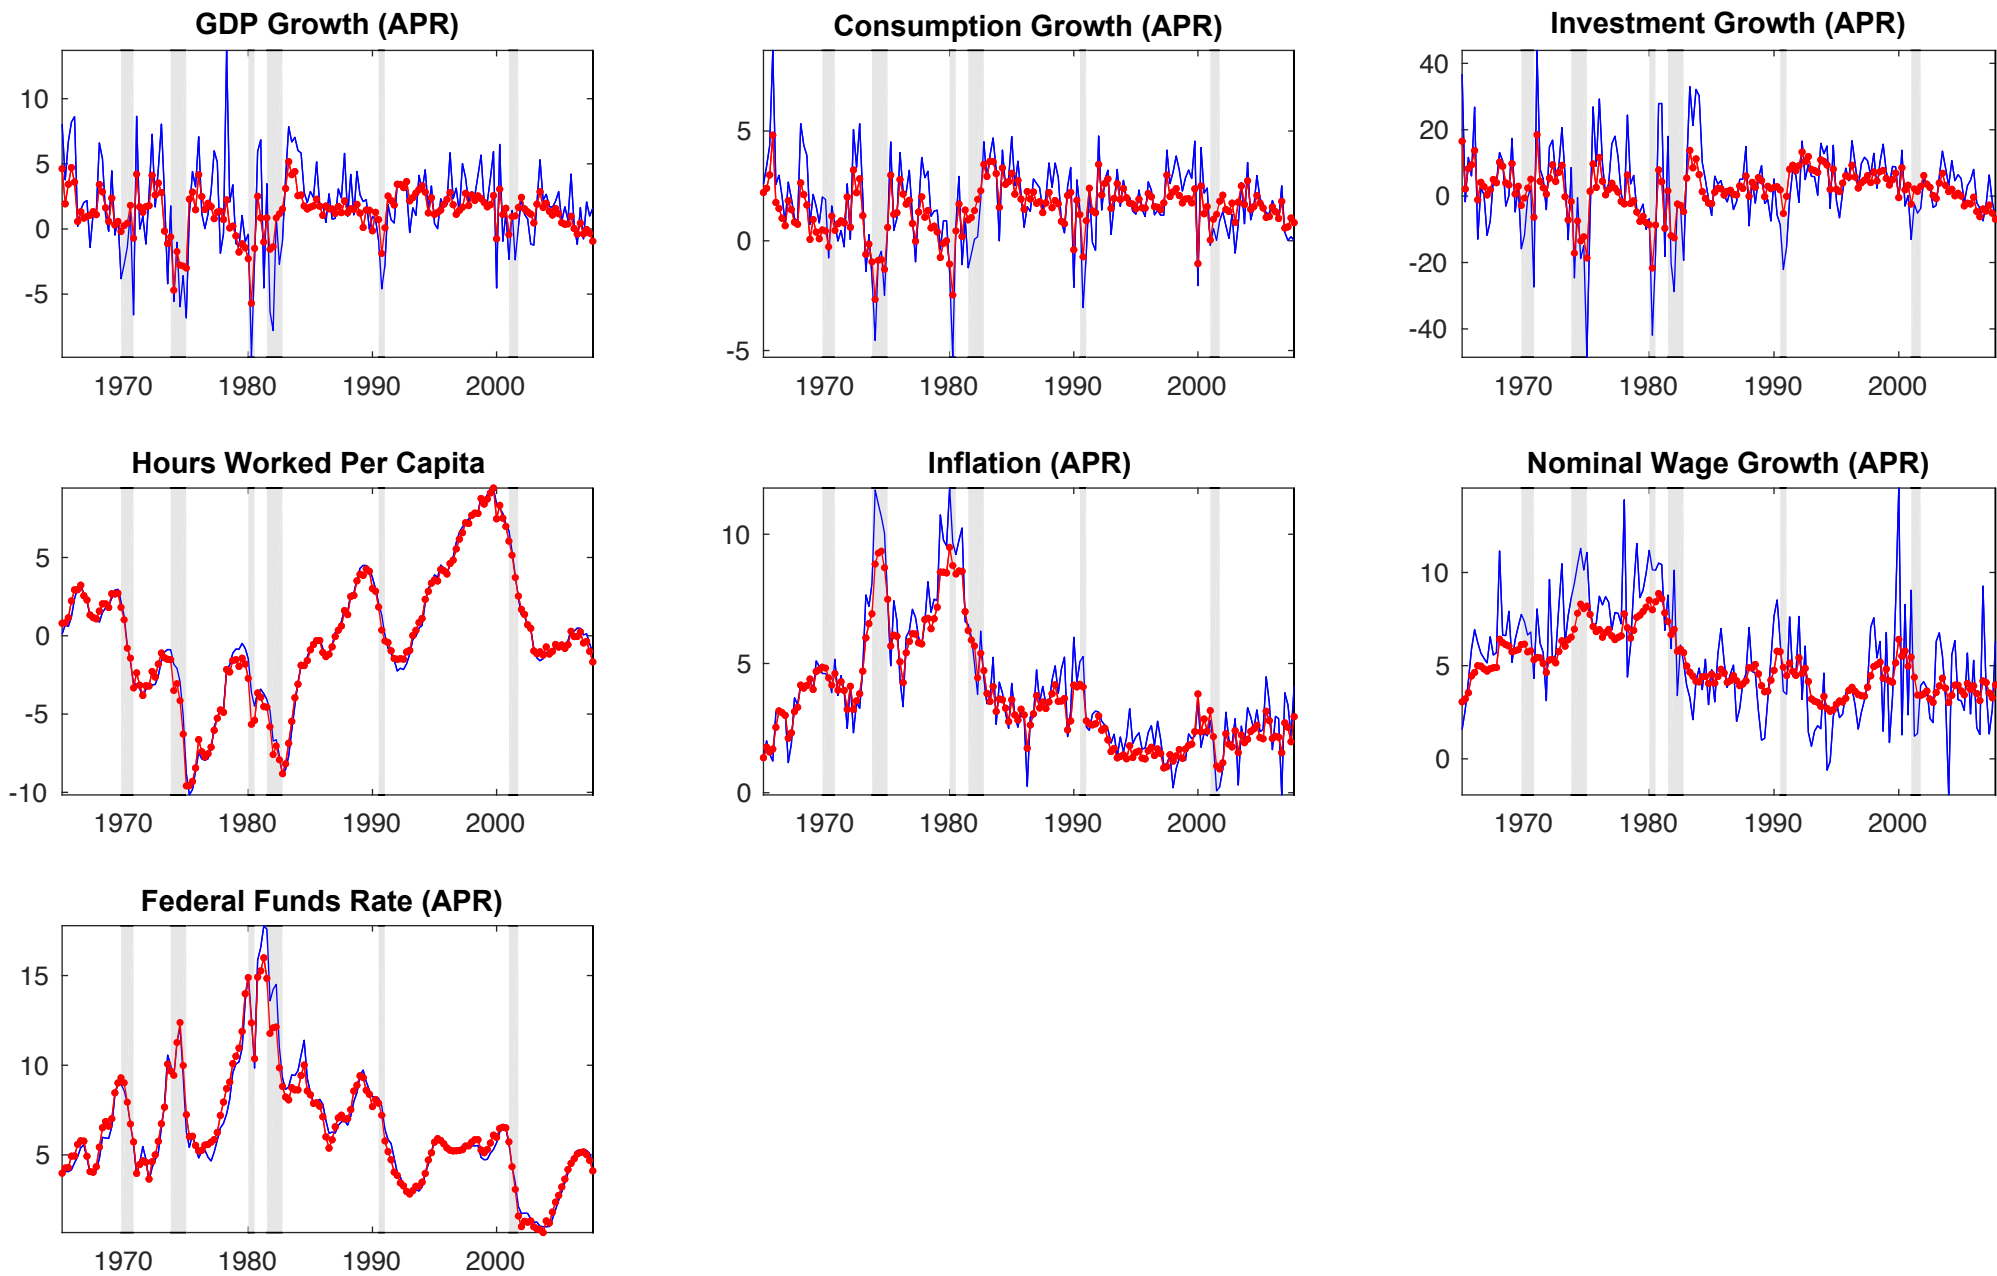 GDP Growth (APR)
10
5
0
-5
1970 1980 1990 2000
Consumption Growth (APR)
5
0
-5
1970 1980 1990 2000
Investment Growth (APR)
40
20
0
-20
-40
1970 1980 1990 2000
Hours Worked Per Capita
5
0
-5
-10
1970 1980 1990 2000
Inflation (APR)
10
5
0
1970 1980 1990 2000
Nominal Wage Growth (APR)
10
5
0
1970 1980 1990 2000
Federal Funds Rate (APR)
15
10
5
1970 1980 1990 2000